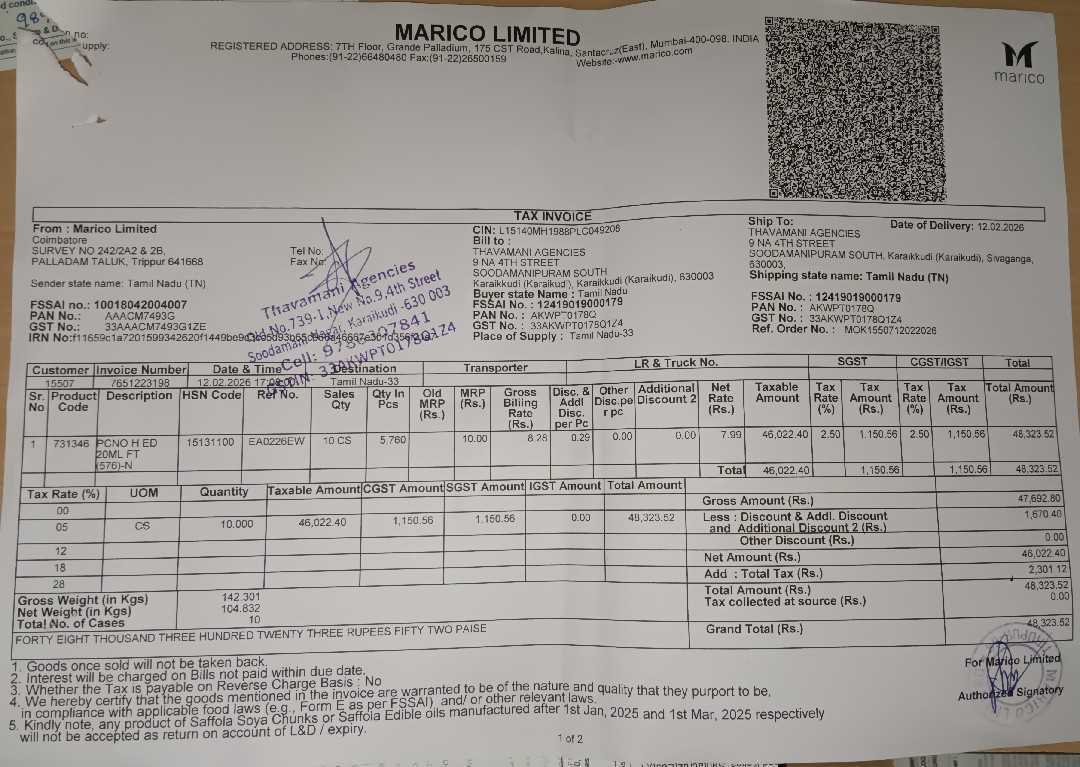 MARICO LIMITED
REGISTERED ADDRESS: 7TH Floor, Grande Palladium, 175 CST Road,Kalina, Santacruz(East), Mumbai-400-098. INDIA
Phones:(91-22)66480480 Fax:(91-22)26500159 Website:-www.marico.com
marico
TAX INVOICE
From : Marico Limited
Coimbatore
SURVEY NO 242/2A2 & 2B,
PALLADAM TALUK, Trippur 641668
Tel No:
Fax No:
Sender state name: Tamil Nadu (TN)
FSSAI no.: 10018042004007
PAN No.: AAACM7493G
GST No.: 33AAACM7493G1ZE
CIN: L15140MH1988PLC049208
Bill to :
THAVAMANI AGENCIES
9 NA 4TH STREET
SOODAMANIPURAM SOUTH
Karaikkudi (Karaikudi), Karaikkudi (Karaikudi), 630003
Buyer state Name : Tamil Nadu
FSSAI No. : 12419019000179
PAN No. : AKWPT0178Q
GST No. : 33AKWPT0178Q1Z4
Place of Supply : Tamil Nadu-33
Ship To: Date of Delivery: 12.02.2026
THAVAMANI AGENCIES
9 NA 4TH STREET
SOODAMANIPURAM SOUTH, Karaikkudi (Karaikudi), Sivaganga,
630003,
Shipping state name: Tamil Nadu (TN)
FSSAI No. : 12419019000179
PAN No. : AKWPT0178Q
GST No. : 33AKWPT0178Q1Z4
Ref. Order No. : MOK1550712022026
Thavamani Agencies
Old No.739-1,New No.9,4th Street
Soodamani Nagar, Karaikudi -630 003
GSTIN: 33AKWPT0178Q1Z4
Customer Invoice Number Date & Time Destination Transporter LR & Truck No. SGST CGST/IGST Total
15507 7651223198 12.02.2026 Tamil Nadu-33
Sr. No Product Code Description HSN Code Ref No. Sales Qty Qty In Pcs Old MRP (Rs.) MRP (Rs.) Gross Billing Rate (Rs.) Disc. & Addl Disc. per Pc Other Disc.pe r pc Additional Discount 2 Net Rate (Rs.) Taxable Amount Tax Rate (%) Tax Amount (Rs.) Tax Rate (%) Tax Amount (Rs.) Total Amount (Rs.)
1 731346 PCNO H ED 20ML FT (576)-N 15131100 EA0226EW 10 CS 5,760 10.00 8.28 0.29 0.00 0.00 7.99 46,022.40 2.50 1,150.56 2.50 1,150.56 48,323.52
Total 46,022.40 1,150.56 1,150.56 48,323.52
Tax Rate (%) UOM Quantity Taxable Amount CGST Amount SGST Amount IGST Amount Total Amount
00
05 CS 10.000 46,022.40 1,150.56 1,150.56 0.00 48,323.52
12
18
28
Gross Amount (Rs.) 47,692.80
Less : Discount & Addl. Discount and Additional Discount 2 (Rs.) 1,670.40
Other Discount (Rs.) 0.00
Net Amount (Rs.) 46,022.40
Add : Total Tax (Rs.) 2,301.12
Total Amount (Rs.) 48,323.52
Tax collected at source (Rs.) 0.00
Grand Total (Rs.) 48,323.52
Gross Weight (in Kgs) 142.301
Net Weight (in Kgs) 104.832
Total No. of Cases 10
FORTY EIGHT THOUSAND THREE HUNDRED TWENTY THREE RUPEES FIFTY TWO PAISE
1. Goods once sold will not be taken back.
2. Interest will be charged on Bills not paid within due date.
3. Whether the Tax is payable on Reverse Charge Basis : No
4. We hereby certify that the goods mentioned in the invoice are warranted to be of the nature and quality that they purport to be,
in compliance with applicable food laws (e.g., Form E as per FSSAI) and/ or other relevant laws.
5. Kindly note, any product of Saffola Soya Chunks or Saffola Edible oils manufactured after 1st Jan, 2025 and 1st Mar, 2025 respectively
will not be accepted as return on account of L&D / expiry.
For Marico Limited
Authorized Signatory
1 of 2